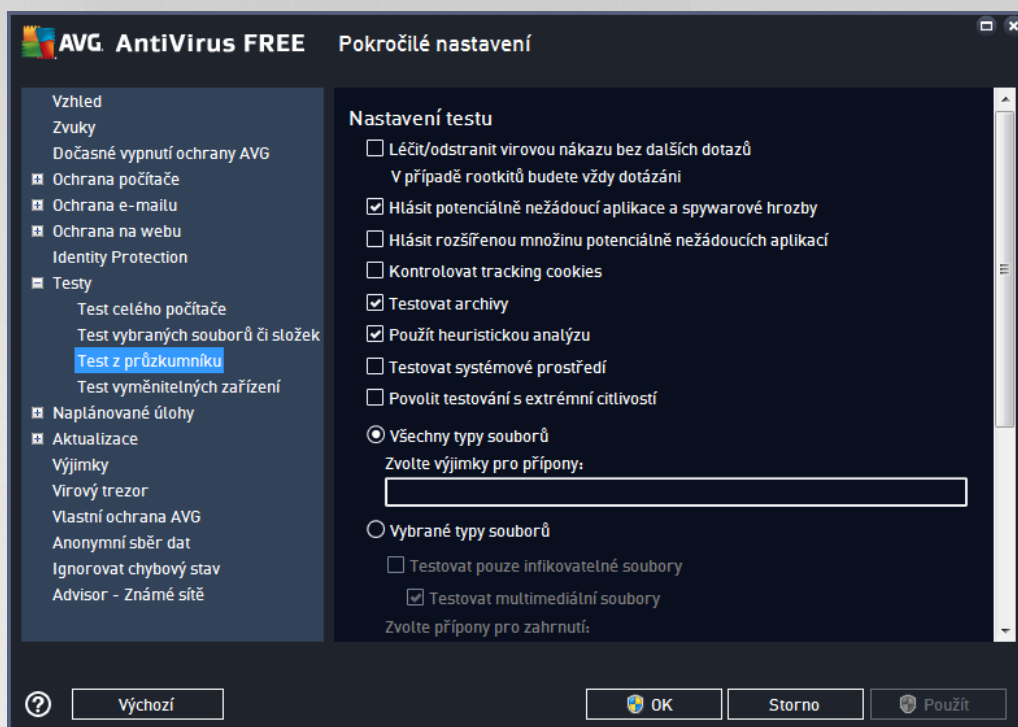 AVG. AntiVirus FREE
Pokročilé nastavení
Vzhled
Zvuky
Dočasné vypnutí ochrany AVG
Ochrana počítače
Ochrana e-mailu
Ochrana na webu
Identity Protection
Testy
Test celého počítače
Test vybraných souborů či složek
Test z průzkumníku
Test vyměnitelných zařízení
Naplánované úlohy
Aktualizace
Výjimky
Virový trezor
Vlastní ochrana AVG
Anonymní sběr dat
Ignorovat chybový stav
Advisor - Známé sítě
Nastavení testu
Léčit/odstranit virovou nákazu bez dalších dotazů
V případě rootkitů budete vždy dotázáni
Hlásit potenciálně nežádoucí aplikace a spywarové hrozby
Hlásit rozšířenou množinu potenciálně nežádoucích aplikací
Kontrolovat tracking cookies
Testovat archivy
Použít heuristickou analýzu
Testovat systémové prostředí
Povolit testování s extrémní citlivostí
Všechny typy souborů
Zvolte výjimky pro přípony:
Vybrané typy souborů
Testovat pouze infikovatelné soubory
Testovat multimediální soubory
Zvolte přípony pro zahrnutí:
Výchozí
OK
Storno
Použít